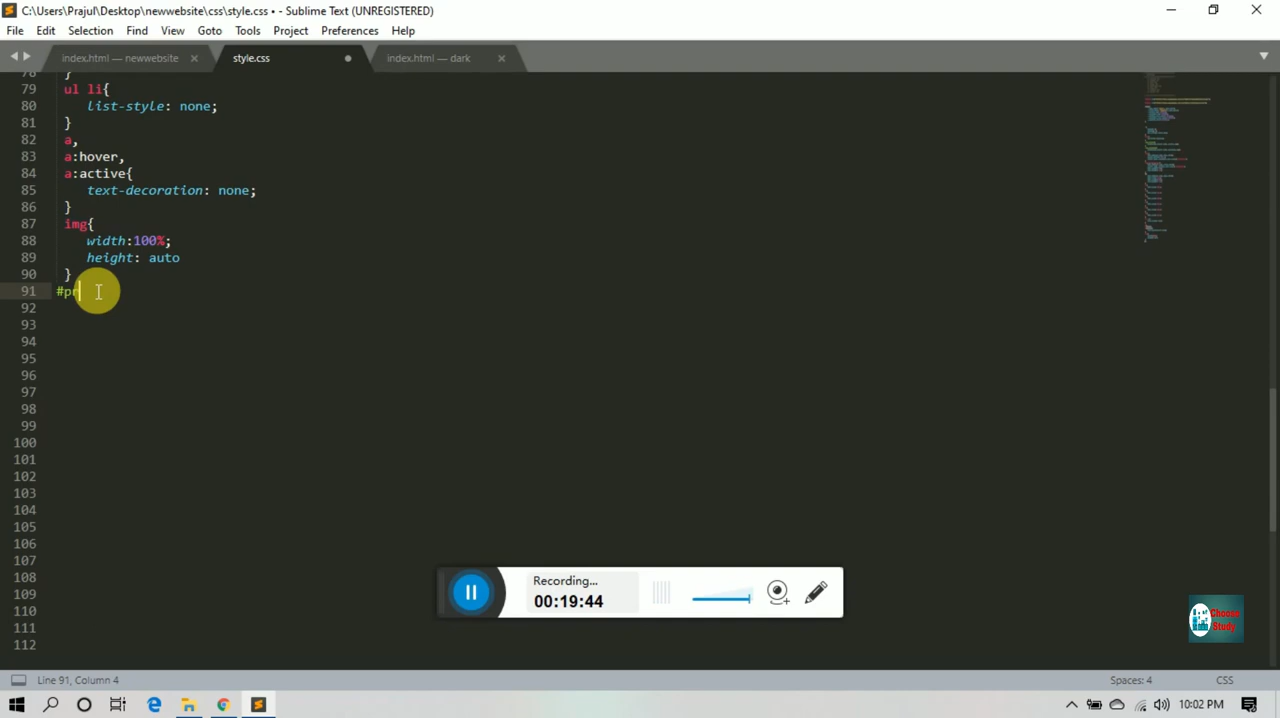 C:\Users\Prajul\Desktop\newwebsite\css\style.css • - Sublime Text (UNREGISTERED)
File Edit Selection Find View Goto Tools Project Preferences Help
index.html — newwebsite style.css index.html — dark
78 }
79 ul li{
80 list-style: none;
81 }
82 a,
83 a:hover,
84 a:active{
85 text-decoration: none;
86 }
87 img{
88 width:100%;
89 height: auto
90 }
91 #pr
92
93
94
95
96
97
98
99
100
101
102
103
104
105
106
107
108
109
110
111
112
Recording...
00:19:44
Choose
Study
Line 91, Column 4 Spaces: 4 CSS
10:02 PM